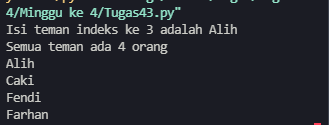 4/Minggu ke 4/Tugas43.py"
Isi teman indeks ke 3 adalah Alih
Semua teman ada 4 orang
Alih
Caki
Fendi
Farhan